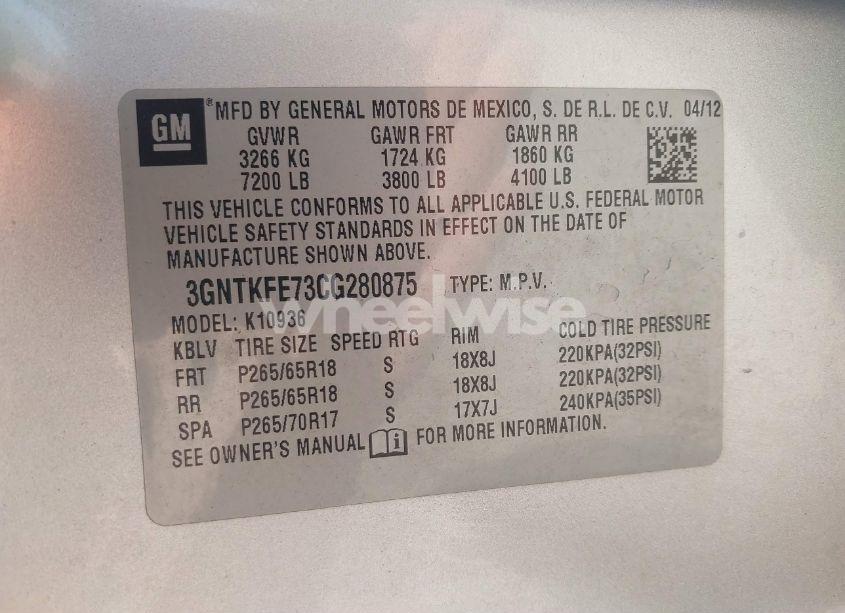 GM ® MFD BY GENERAL MOTORS DE MEXICO, S. DE R.L. DE C.V. 04/12
GVWR GAWR FRT GAWR RR
3266 KG 1724 KG 1860 KG
7200 LB 3800 LB 4100 LB
THIS VEHICLE CONFORMS TO ALL APPLICABLE U.S. FEDERAL MOTOR
VEHICLE SAFETY STANDARDS IN EFFECT ON THE DATE OF
MANUFACTURE SHOWN ABOVE.
3GNTKFE73CG280875 TYPE: M.P.V.
wheelwise
MODEL: K10936
KBLV TIRE SIZE SPEED RTG RIM COLD TIRE PRESSURE
FRT P265/65R18 S 18X8J 220KPA(32PSI)
RR P265/65R18 S 18X8J 220KPA(32PSI)
SPA P265/70R17 S 17X7J 240KPA(35PSI)
SEE OWNER'S MANUAL i FOR MORE INFORMATION.